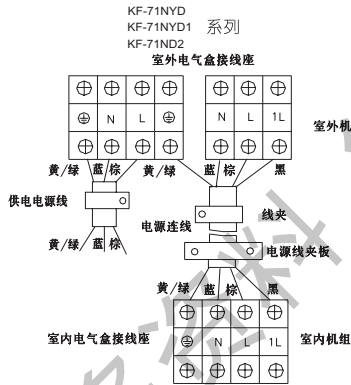 KF-71NYD
KF-71NYD1 系列
KF-71ND2
室外电气盒接线座
N L N L 1L
室外机
黄/绿 蓝 棕 黄/绿 蓝 棕 黑
供电电源线
线夹
电源连线
黄/绿 蓝 棕
电源线夹板
黄/绿 蓝 棕 黑
室内电气盒接线座
N L 1L
室内机组
资料